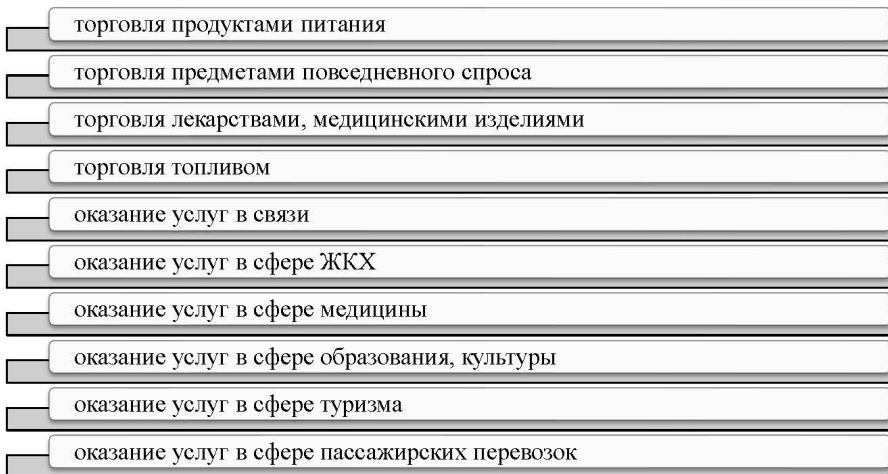 торговля продуктами питания
торговля предметами повседневного спроса
торговля лекарствами, медицинскими изделиями
торговля топливом
оказание услуг в связи
оказание услуг в сфере ЖКХ
оказание услуг в сфере медицины
оказание услуг в сфере образования, культуры
оказание услуг в сфере туризма
оказание услуг в сфере пассажирских перевозок